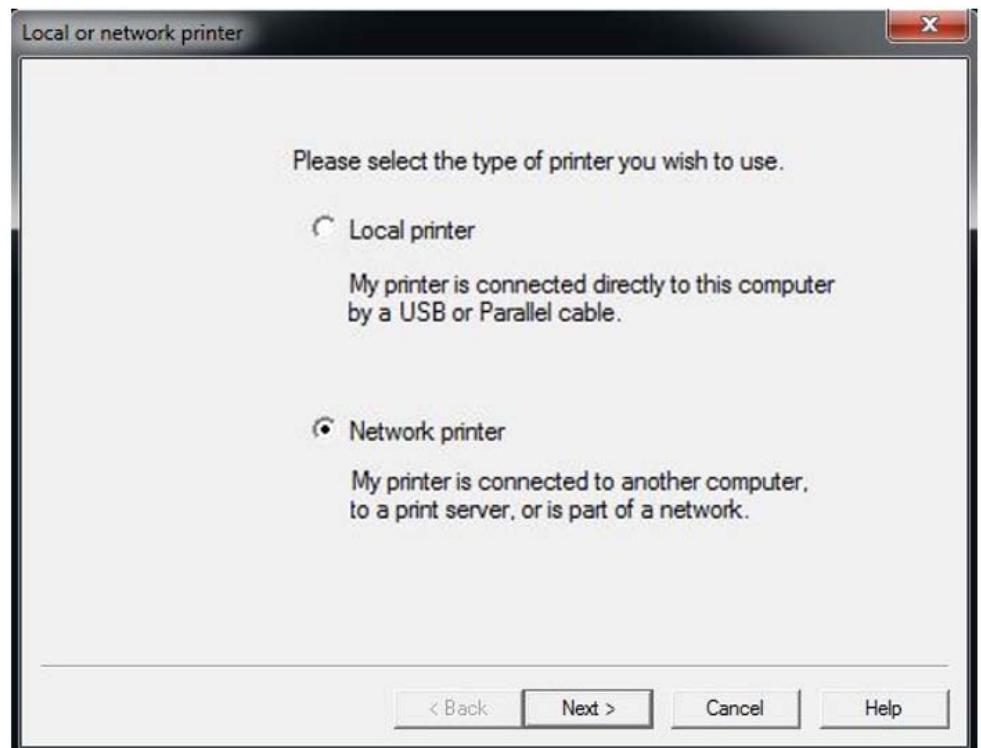 Local or network printer
Please select the type of printer you wish to use.
Local printer
My printer is connected directly to this computer
by a USB or Parallel cable.
Network printer
My printer is connected to another computer,
to a print server, or is part of a network.
< Back Next > Cancel Help